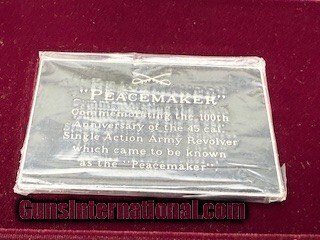 "PEACEMAKER"
Commemorating the 100th
Anniversary of the 45 cal.
Single Action Army Revolver
which came to be known
as the "Peacemaker".
GunsInternational.com